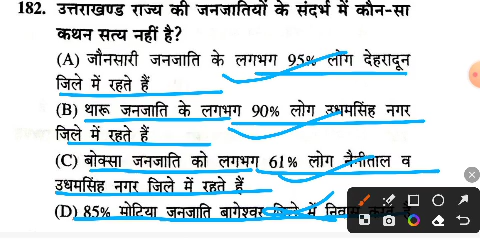 182. उत्तराखण्ड राज्य की जनजातियों के संदर्भ में कौन-सा
कथन सत्य नहीं है?
(A) जौनसारी जनजाति के लगभग 95% लोग देहरादून
जिले में रहते हैं
(B) थारू जनजाति के लगभग 90% लोग उधमसिंह नगर
जिले में रहते हैं
(C) बोक्सा जनजाति को लगभग 61% लोग नैनीताल व
उधमसिंह नगर जिले में रहते हैं
(D) 85% मोटिया जनजाति बागेश्वर जिले में निवास